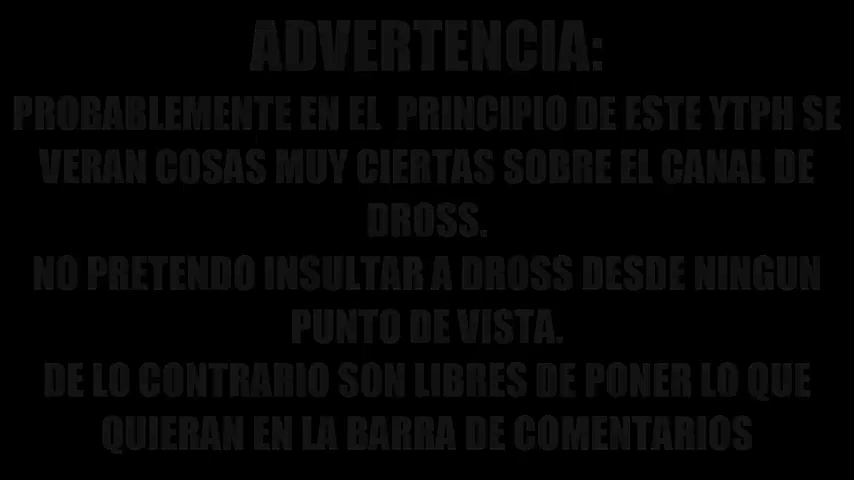 ADVERTENCIA:
PROBABLEMENTE EN EL PRINCIPIO DE ESTE YTPH SE
VERAN COSAS MUY CIERTAS SOBRE EL CANAL DE
DROSS.
NO PRETENDO INSULTAR A DROSS DESDE NINGUN
PUNTO DE VISTA.
DE LO CONTRARIO SON LIBRES DE PONER LO QUE
QUIERAN EN LA BARRA DE COMENTARIOS